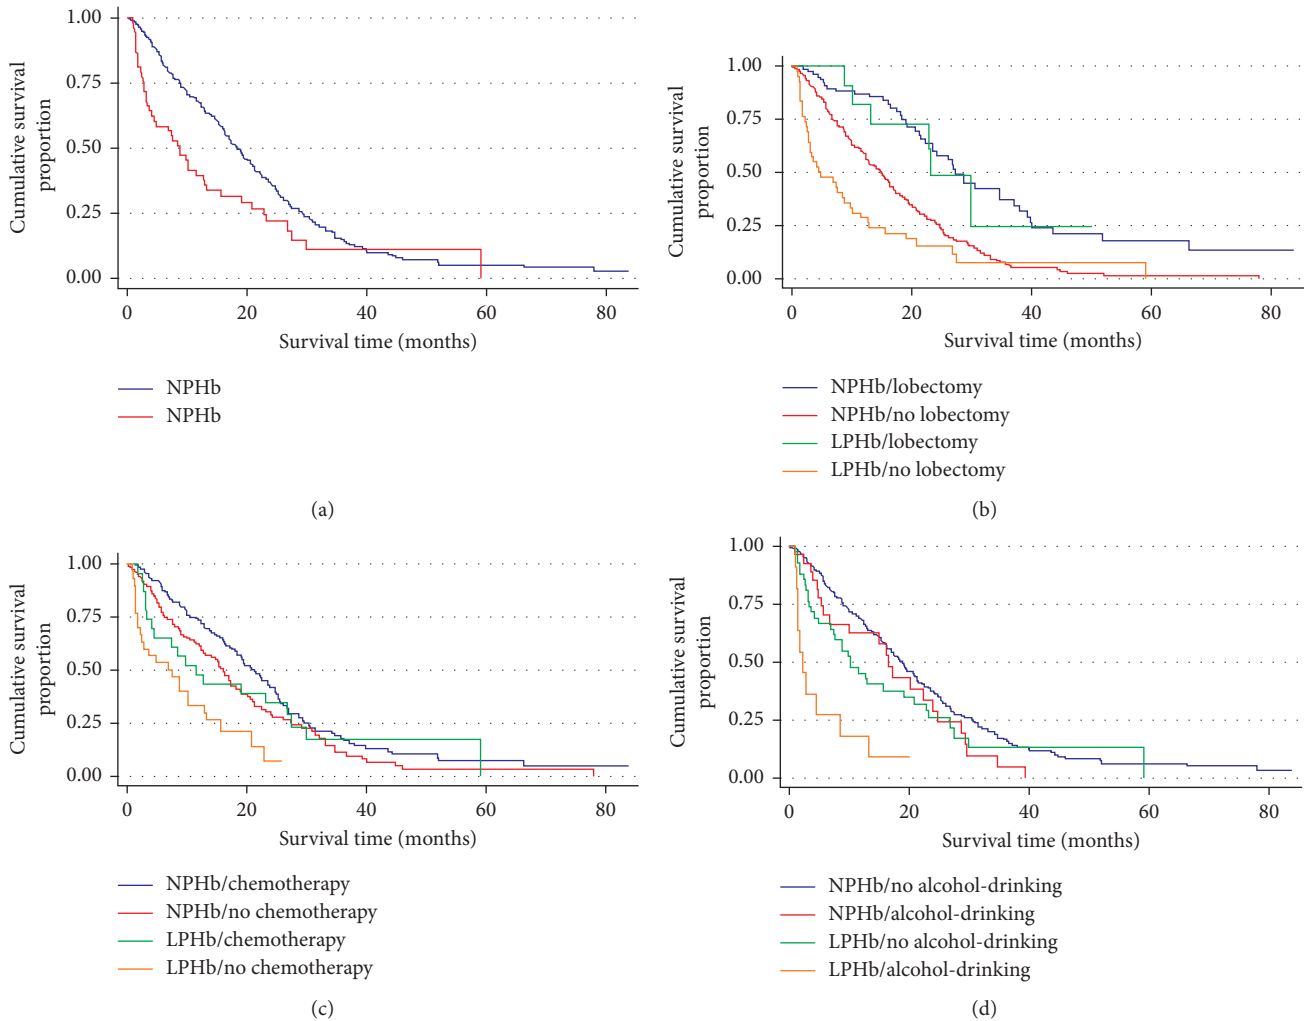 1.00
0.75
0.50
0.25
0.00
Cumulative survival
proportion
0 20 40 60 80
Survival time (months)
NPHb
NPHb
(a)
1.00
0.75
0.50
0.25
0.00
Cumulative survival
proportion
0 20 40 60 80
Survival time (months)
NPHb/lobectomy
NPHb/no lobectomy
LPHb/lobectomy
LPHb/no lobectomy
(b)
1.00
0.75
0.50
0.25
0.00
Cumulative survival
proportion
0 20 40 60 80
Survival time (months)
NPHb/chemotherapy
NPHb/no chemotherapy
LPHb/chemotherapy
LPHb/no chemotherapy
(c)
1.00
0.75
0.50
0.25
0.00
Cumulative survival
proportion
0 20 40 60 80
Survival time (months)
NPHb/no alcohol-drinking
NPHb/alcohol-drinking
LPHb/no alcohol-drinking
LPHb/alcohol-drinking
(d)